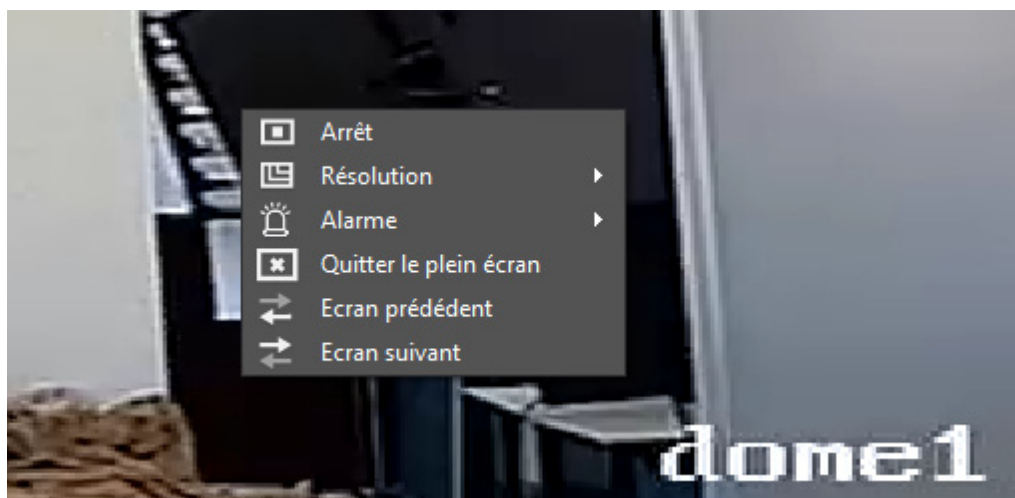 Arrêt
Résolution
Alarme
Quitter le plein écran
Ecran prédédent
Ecran suivant
dome1